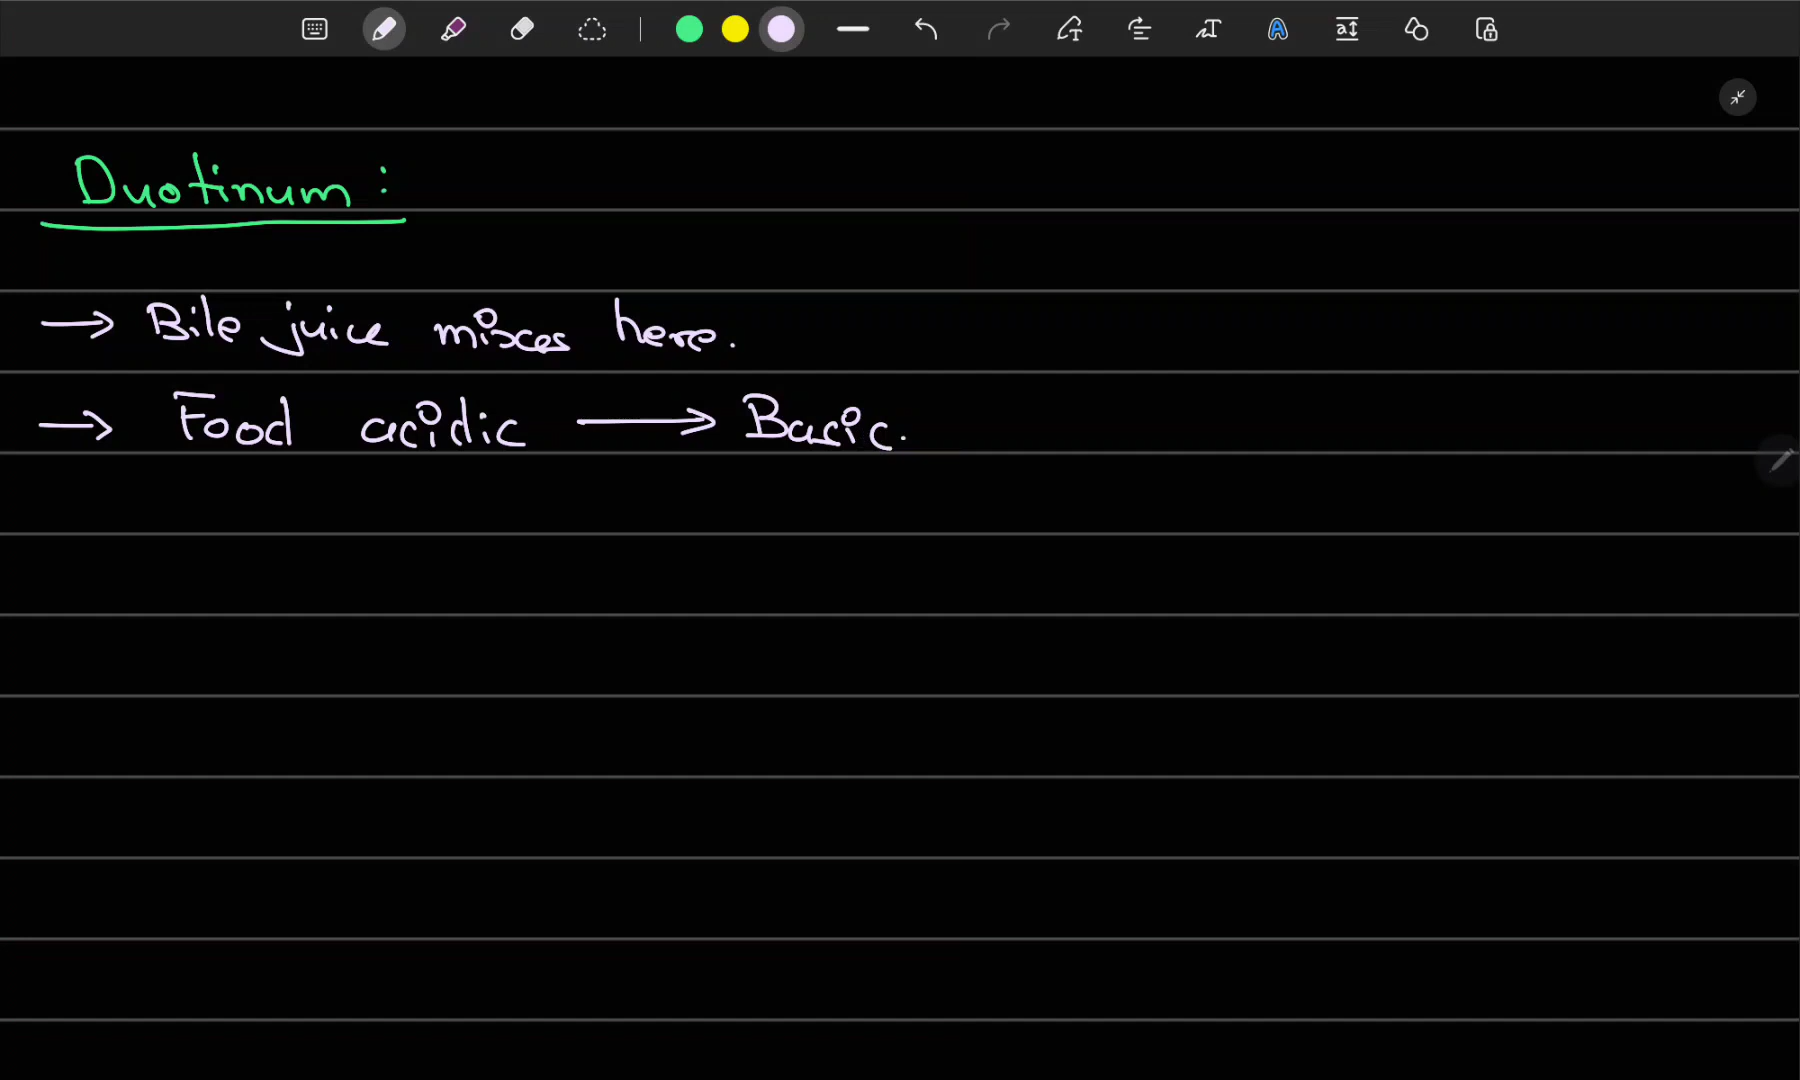 Duotinum :
→ Bile juice mixes here.
→ Food acidic ⟶ Basic.